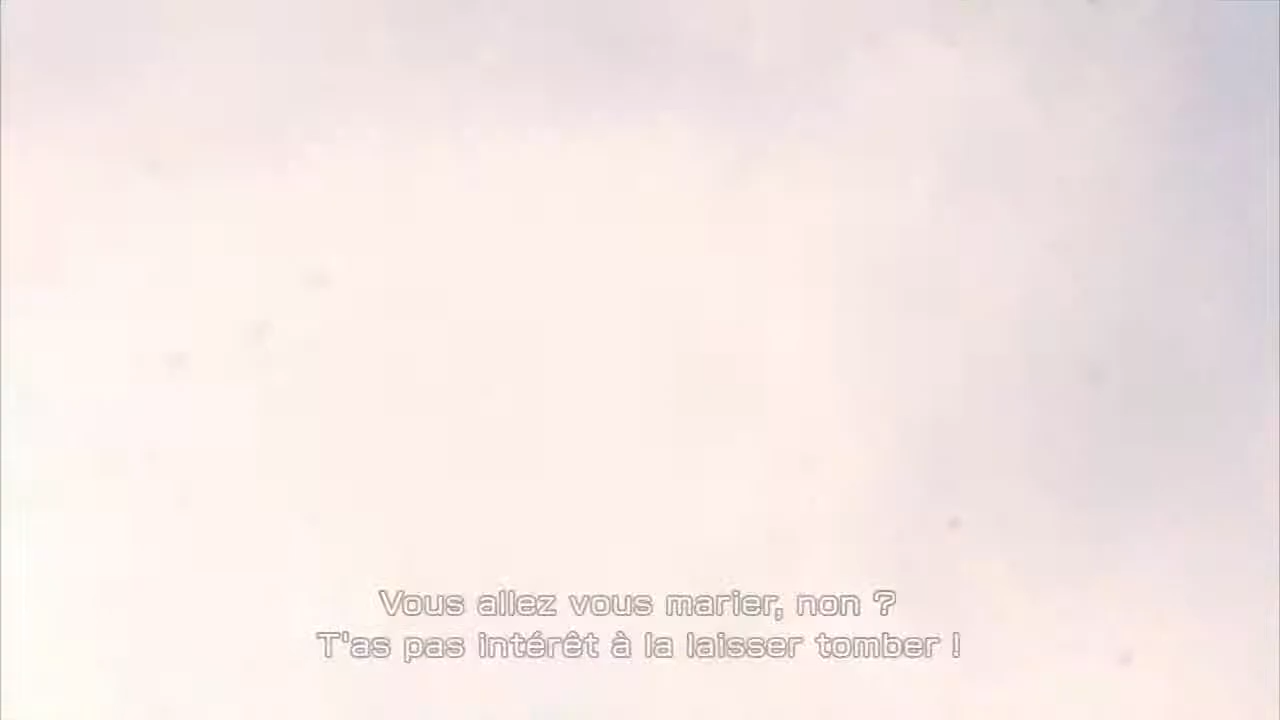 Vous allez vous marier, non ?
T'as pas intérêt à la laisser tomber !